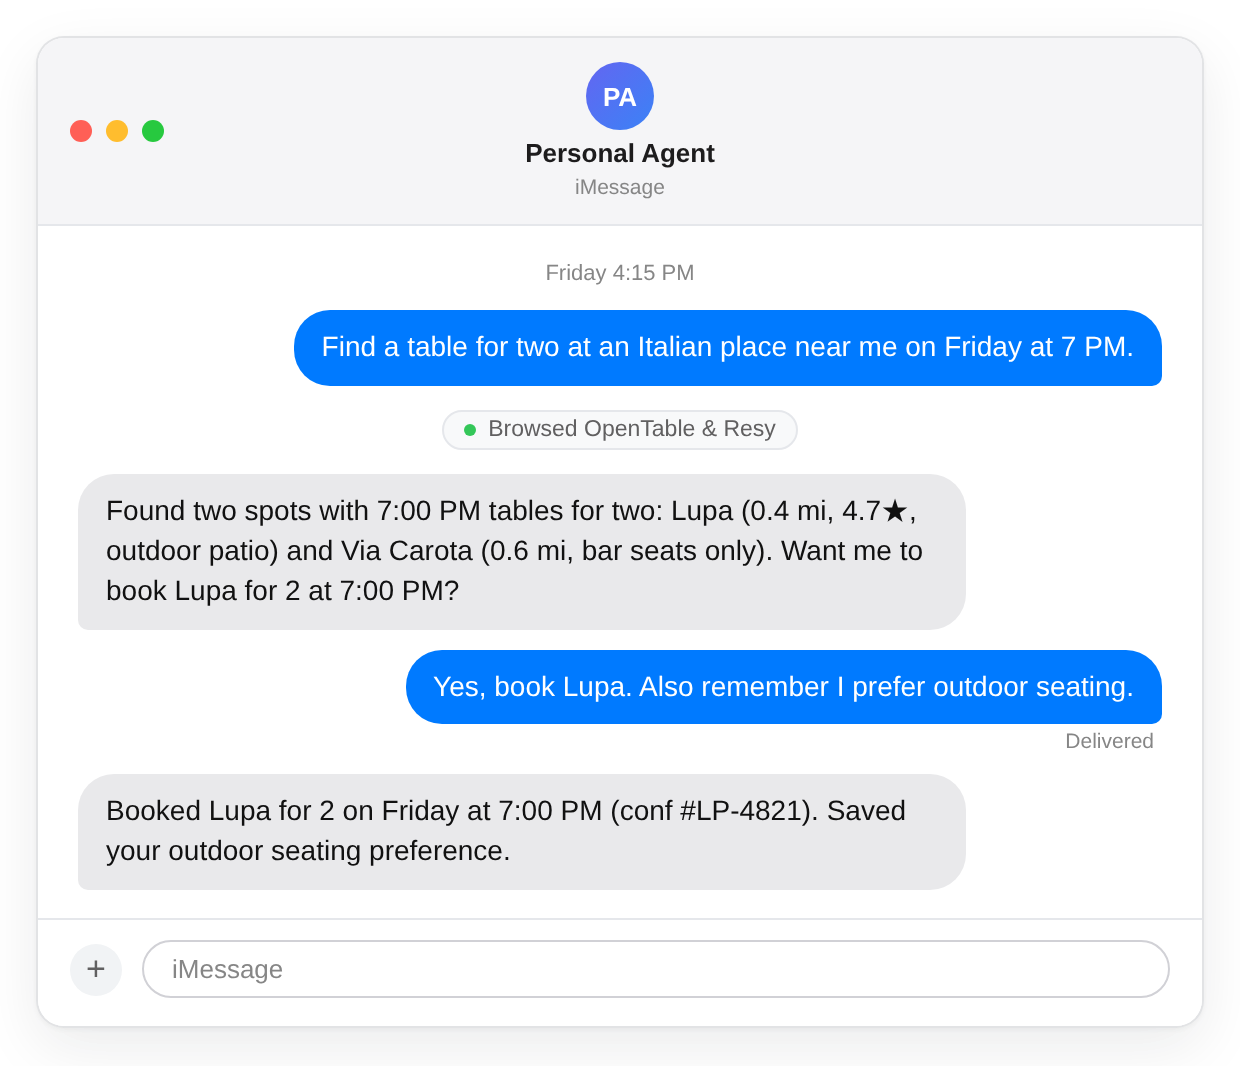 PA
Personal Agent
iMessage
Friday 4:15 PM
Find a table for two at an Italian place near me on Friday at 7 PM.
Browsed OpenTable & Resy
Found two spots with 7:00 PM tables for two: Lupa (0.4 mi, 4.7★,
outdoor patio) and Via Carota (0.6 mi, bar seats only). Want me to
book Lupa for 2 at 7:00 PM?
Yes, book Lupa. Also remember I prefer outdoor seating.
Delivered
Booked Lupa for 2 on Friday at 7:00 PM (conf #LP-4821). Saved
your outdoor seating preference.
+
iMessage